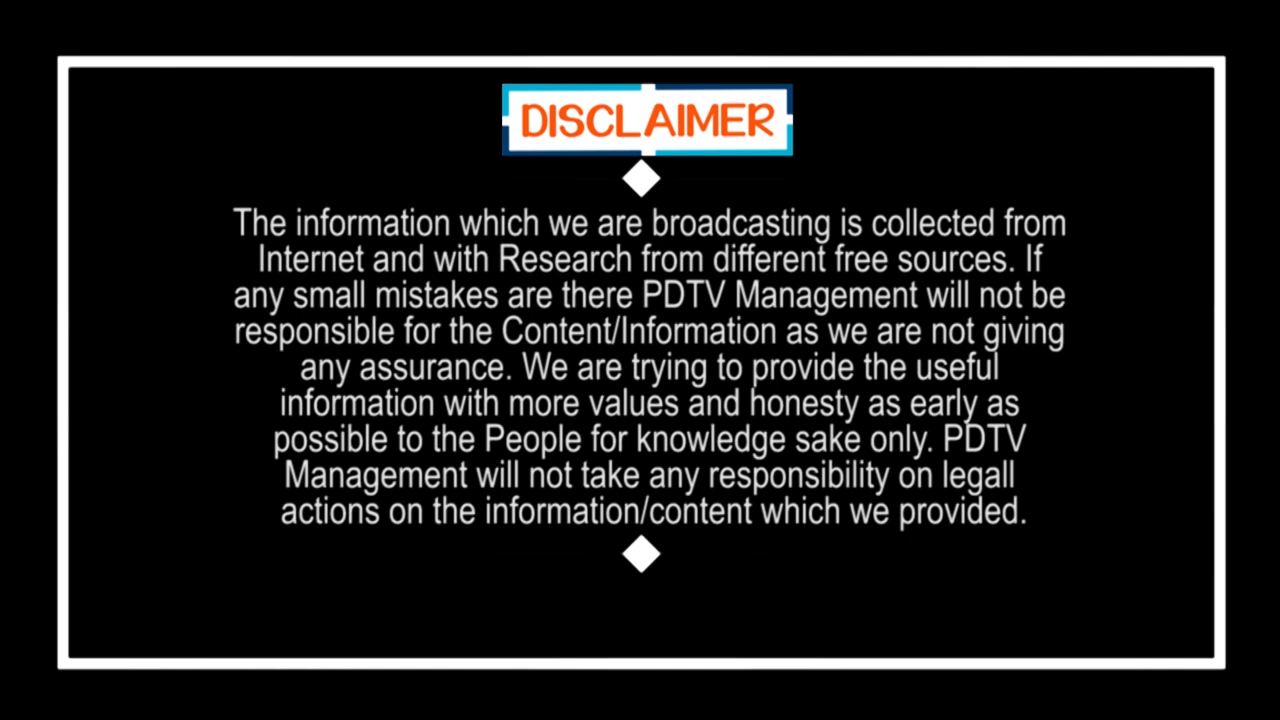 DISCLAIMER
The information which we are broadcasting is collected from
Internet and with Research from different free sources. If
any small mistakes are there PDTV Management will not be
responsible for the Content/Information as we are not giving
any assurance. We are trying to provide the useful
information with more values and honesty as early as
possible to the People for knowledge sake only. PDTV
Management will not take any responsibility on legall
actions on the information/content which we provided.